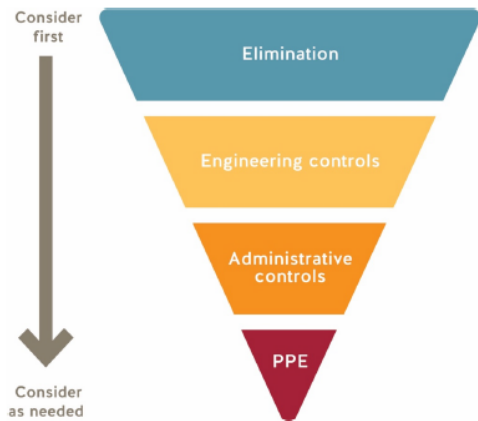 Consider
first
Elimination
Engineering controls
Administrative
controls
PPE
Consider
as needed